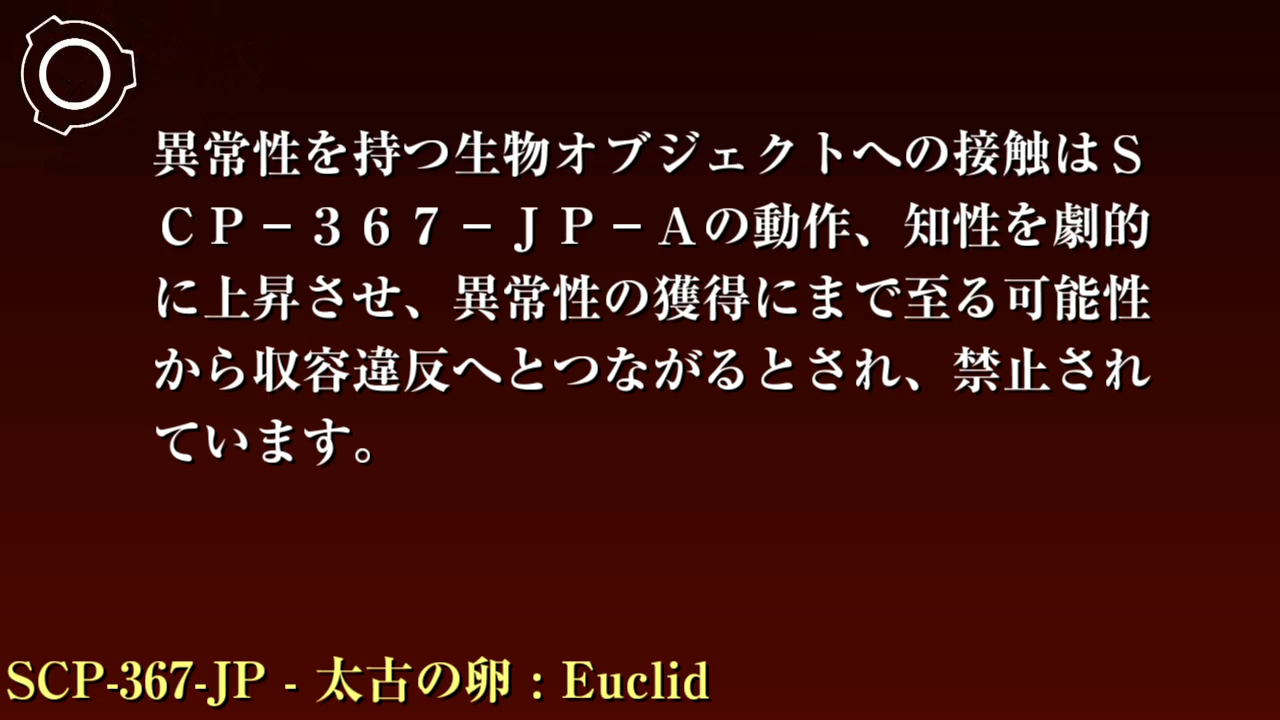 異常性を持つ生物オブジェクトへの接触はＳ
ＣＰ－３６７－ＪＰ－Ａの動作、知性を劇的
に上昇させ、異常性の獲得にまで至る可能性
から収容違反へとつながるとされ、禁止され
ています。
SCP-367-JP - 太古の卵 : Euclid